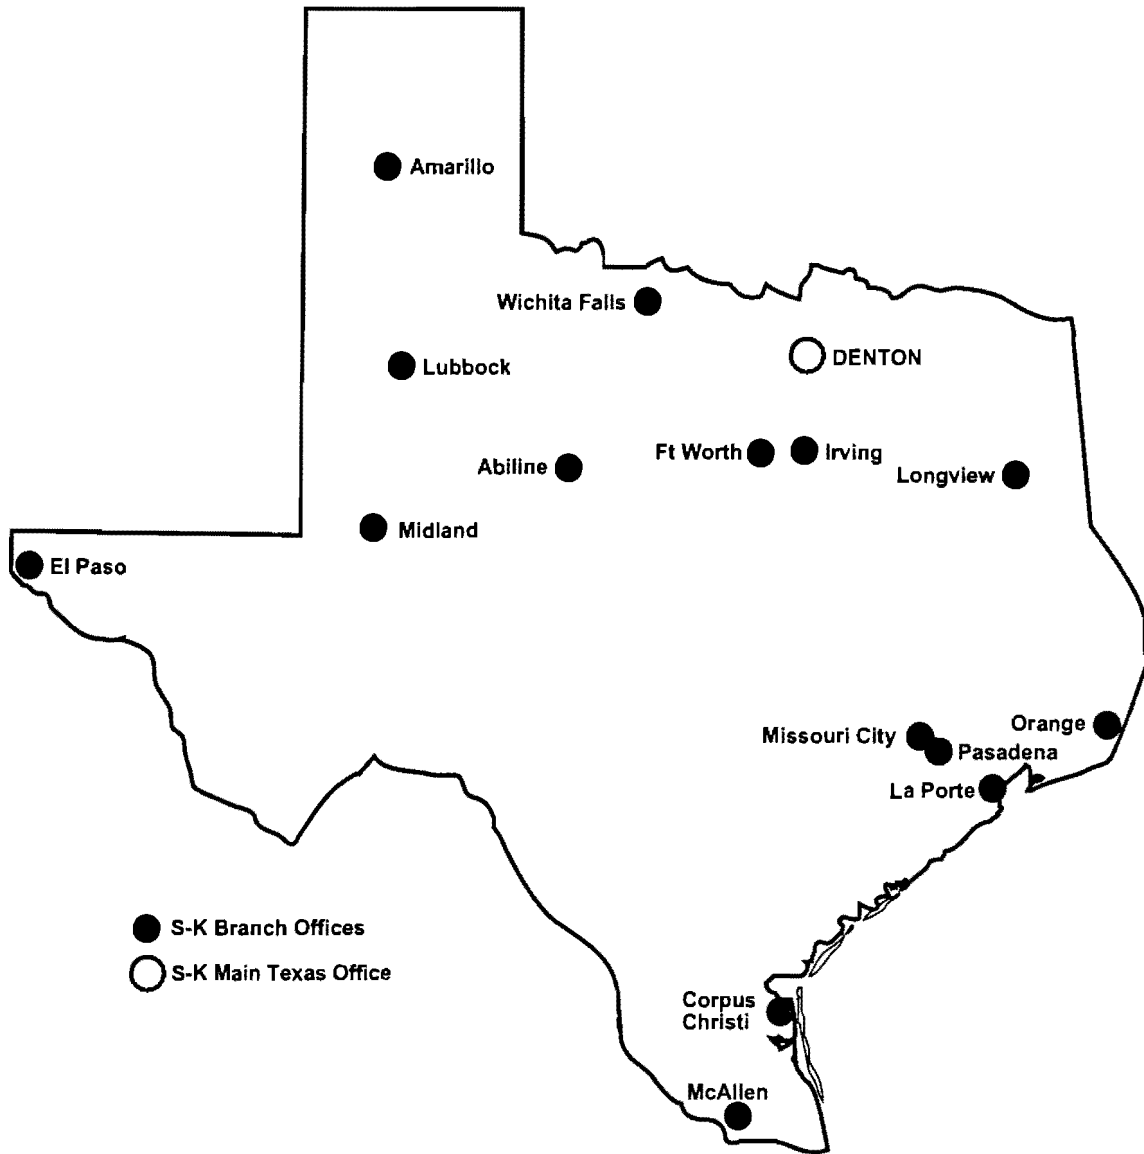 Amarillo
Wichita Falls
DENTON
Lubbock
Ft Worth
Irving
Abiline
Longview
Midland
El Paso
Orange
Missouri City
Pasadena
La Porte
S-K Branch Offices
S-K Main Texas Office
Corpus
Christi
McAllen